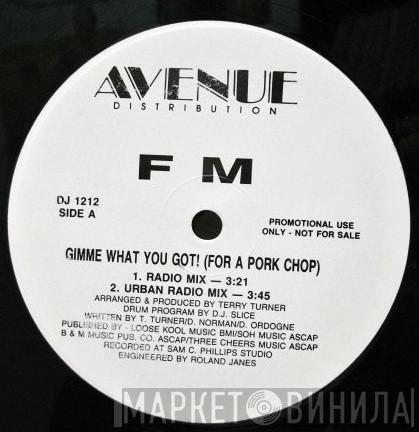 AVENUE
DISTRIBUTION
F M
DJ 1212
SIDE A
PROMOTIONAL USE
ONLY - NOT FOR SALE
GIMME WHAT YOU GOT! (FOR A PORK CHOP)
1. RADIO MIX — 3:21
2. URBAN RADIO MIX — 3:45
ARRANGED & PRODUCED BY TERRY TURNER
DRUM PROGRAM BY D.J. SLICE
WRITTEN BY T. TURNER/D. NORMAN/D. ORDOGNE
PUBLISHED BY - LOOSE KOOL MUSIC BMI/SOH MUSIC ASCAP
B & M MUSIC PUB. CO. ASCAP/THREE CHEERS MUSIC ASCAP
RECORDED AT SAM C. PHILLIPS STUDIO
ENGINEERED BY ROLAND JANES
МАРКЕТ ВИНИЛА